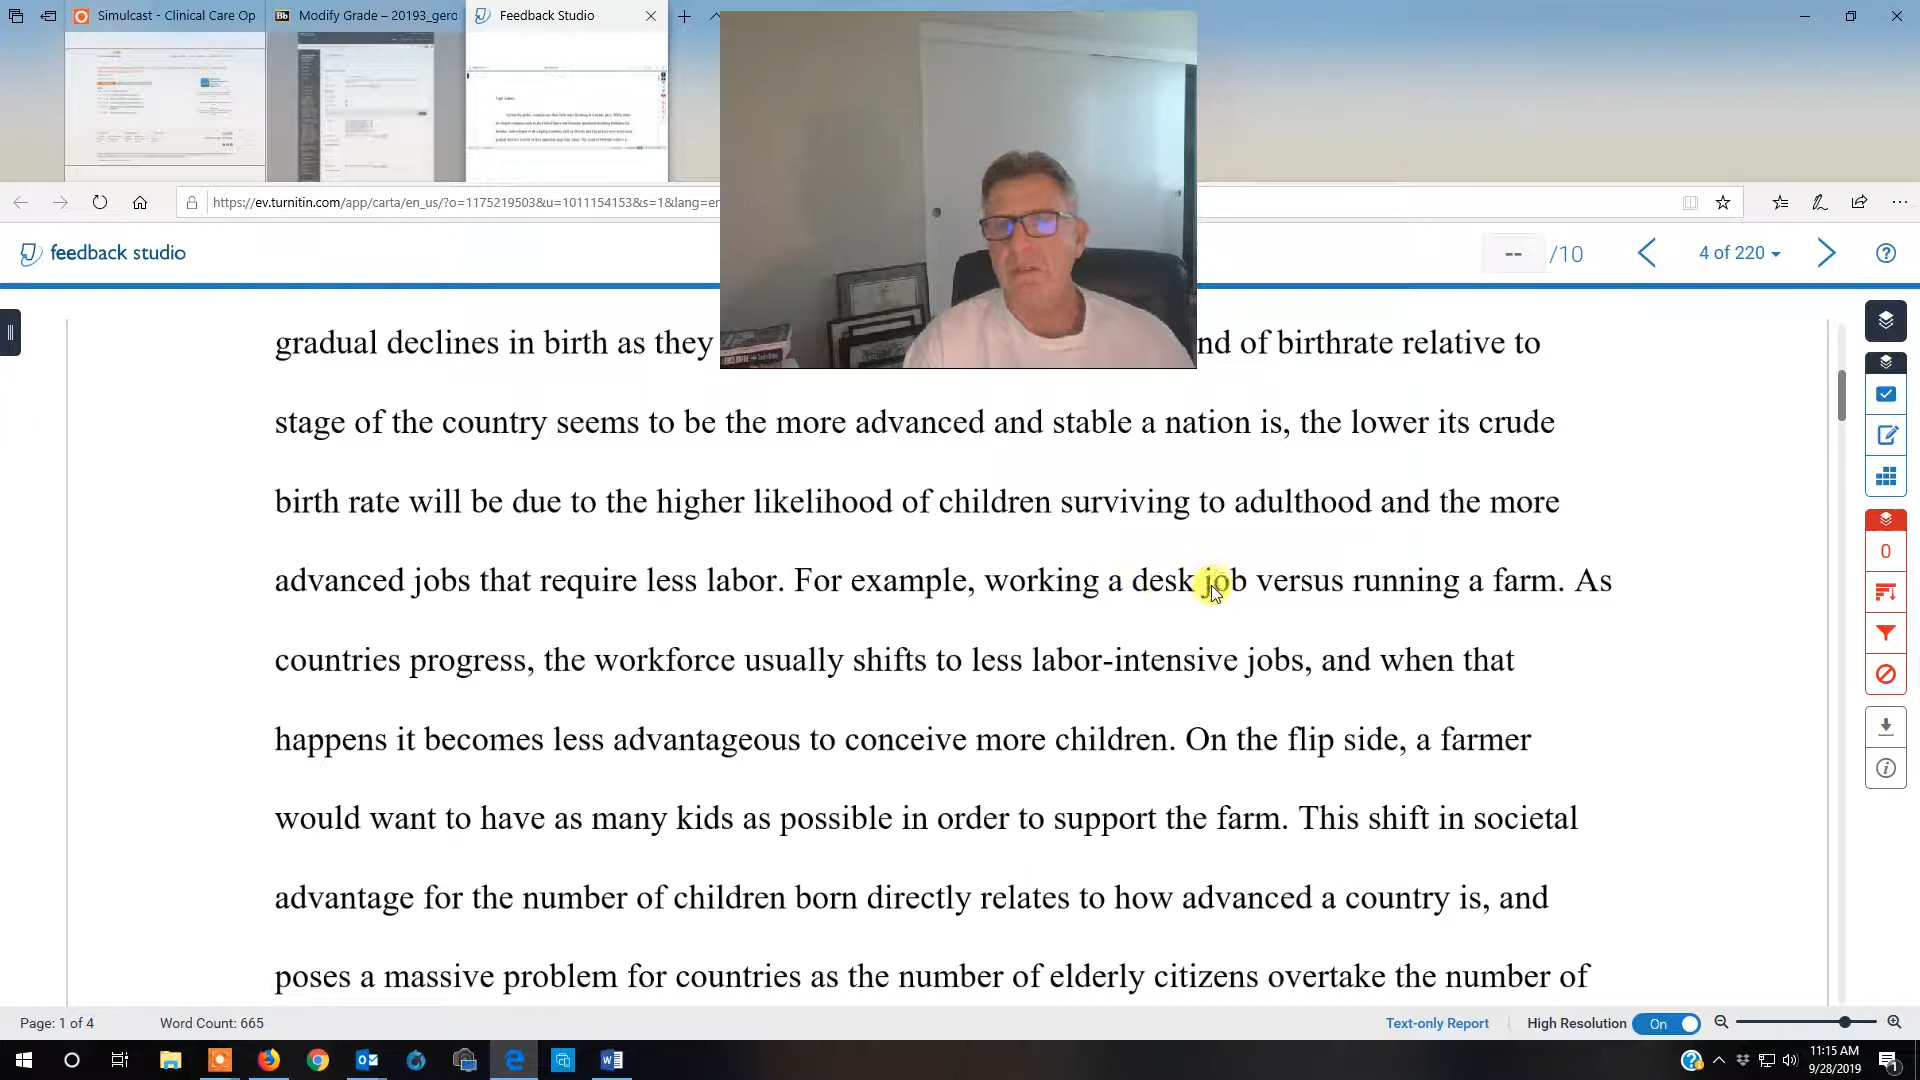 Simulcast - Clinical Care Op
Bb Modify Grade – 20193_gero
Feedback Studio
https://ev.turnitin.com/app/carta/en_us/?o=1175219503&u=1011154153&s=1&lang=en
feedback studio
-- /10
4 of 220
gradual declines in birth as they nd of birthrate relative to
stage of the country seems to be the more advanced and stable a nation is, the lower its crude
birth rate will be due to the higher likelihood of children surviving to adulthood and the more
advanced jobs that require less labor. For example, working a desk job versus running a farm. As
countries progress, the workforce usually shifts to less labor-intensive jobs, and when that
happens it becomes less advantageous to conceive more children. On the flip side, a farmer
would want to have as many kids as possible in order to support the farm. This shift in societal
advantage for the number of children born directly relates to how advanced a country is, and
poses a massive problem for countries as the number of elderly citizens overtake the number of
0
Page: 1 of 4
Word Count: 665
Text-only Report
High Resolution
On
11:15 AM
9/28/2019
1